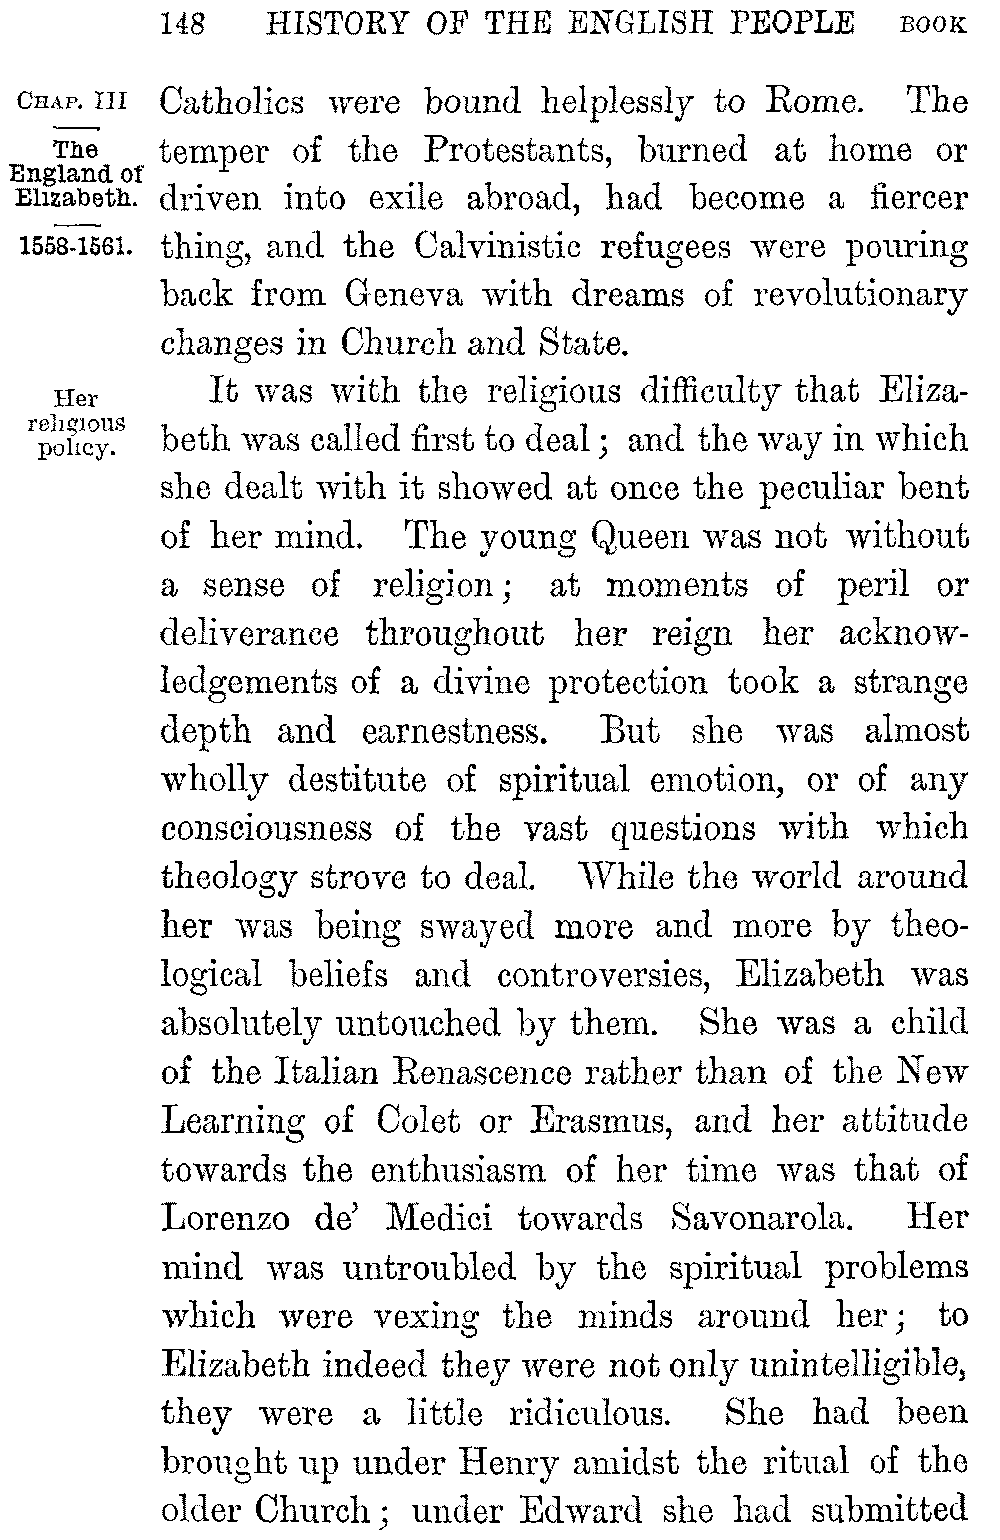 148 HISTORY OF THE ENGLISH PEOPLE BOOK
CHAP. III
The
England of
Elizabeth.
1558-1561.
Catholics were bound helplessly to Rome. The
temper of the Protestants, burned at home or
driven into exile abroad, had become a fiercer
thing, and the Calvinistic refugees were pouring
back from Geneva with dreams of revolutionary
changes in Church and State.
Her
religious
policy.
It was with the religious difficulty that Eliza-
beth was called first to deal; and the way in which
she dealt with it showed at once the peculiar bent
of her mind. The young Queen was not without
a sense of religion; at moments of peril or
deliverance throughout her reign her acknow-
ledgements of a divine protection took a strange
depth and earnestness. But she was almost
wholly destitute of spiritual emotion, or of any
consciousness of the vast questions with which
theology strove to deal. While the world around
her was being swayed more and more by theo-
logical beliefs and controversies, Elizabeth was
absolutely untouched by them. She was a child
of the Italian Renascence rather than of the New
Learning of Colet or Erasmus, and her attitude
towards the enthusiasm of her time was that of
Lorenzo de' Medici towards Savonarola. Her
mind was untroubled by the spiritual problems
which were vexing the minds around her; to
Elizabeth indeed they were not only unintelligible,
they were a little ridiculous. She had been
brought up under Henry amidst the ritual of the
older Church; under Edward she had submitted